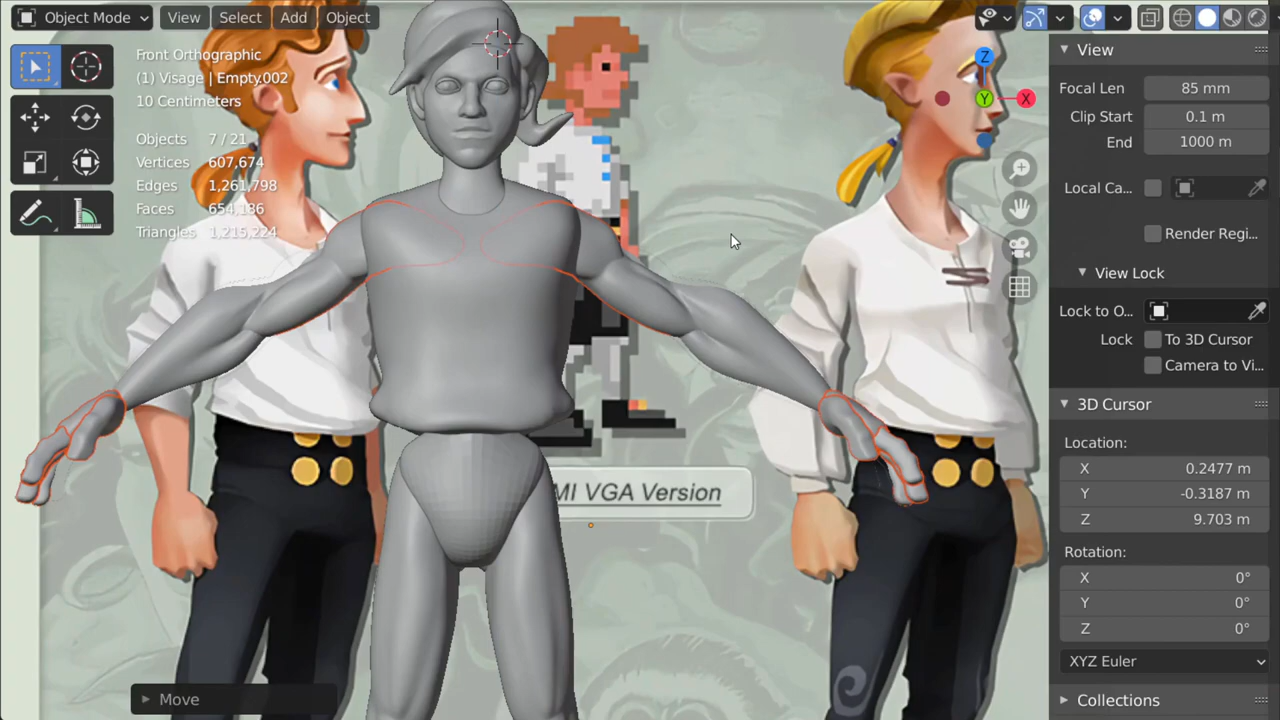 Object Mode View Select Add Object
Front Orthographic
(1) Visage | Empty.002
10 Centimeters
Objects 7 / 21
Vertices 607,674
Edges 1,261,798
Faces 654,186
Triangles 1,215,224
Z
Y
X
MI VGA Version
Move
View
Focal Len 85 mm
Clip Start 0.1 m
End 1000 m
Local Ca...
Render Regi...
View Lock
Lock to O...
Lock To 3D Cursor
Camera to Vi...
3D Cursor
Location:
X 0.2477 m
Y -0.3187 m
Z 9.703 m
Rotation:
X 0°
Y 0°
Z 0°
XYZ Euler
Collections